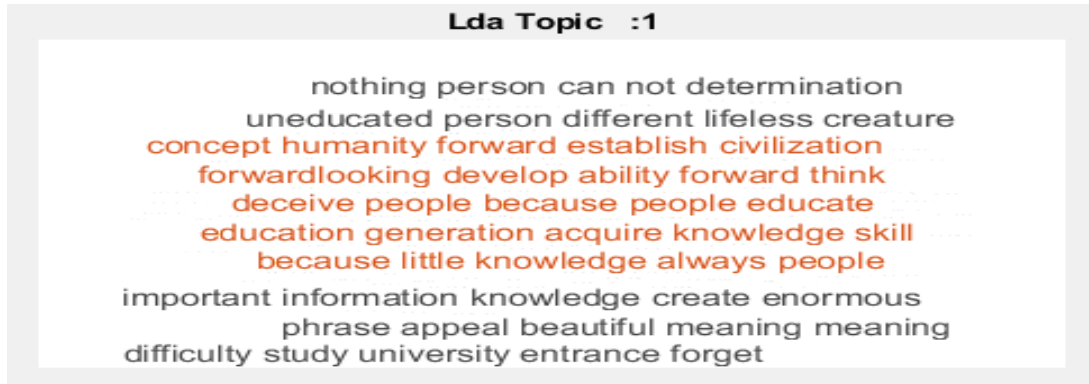 Lda Topic :1
nothing person can not determination
uneducated person different lifeless creature
concept humanity forward establish civilization
forwardlooking develop ability forward think
deceive people because people educate
education generation acquire knowledge skill
because little knowledge always people
important information knowledge create enormous
phrase appeal beautiful meaning meaning
difficulty study university entrance forget